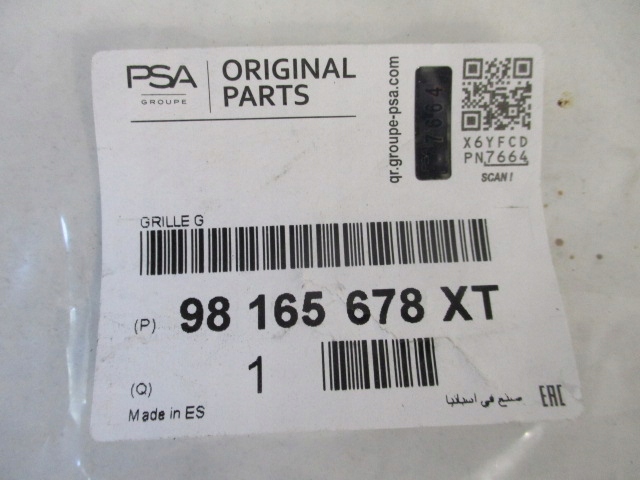 PSA
GROUPE
ORIGINAL
PARTS
qr.groupe-psa.com
7664
X6YFCD
PN7664
SCAN!
GRILLE G
(P) 98 165 678 XT
(Q) 1
Made in ES
صنع في اسبانيا
EAC